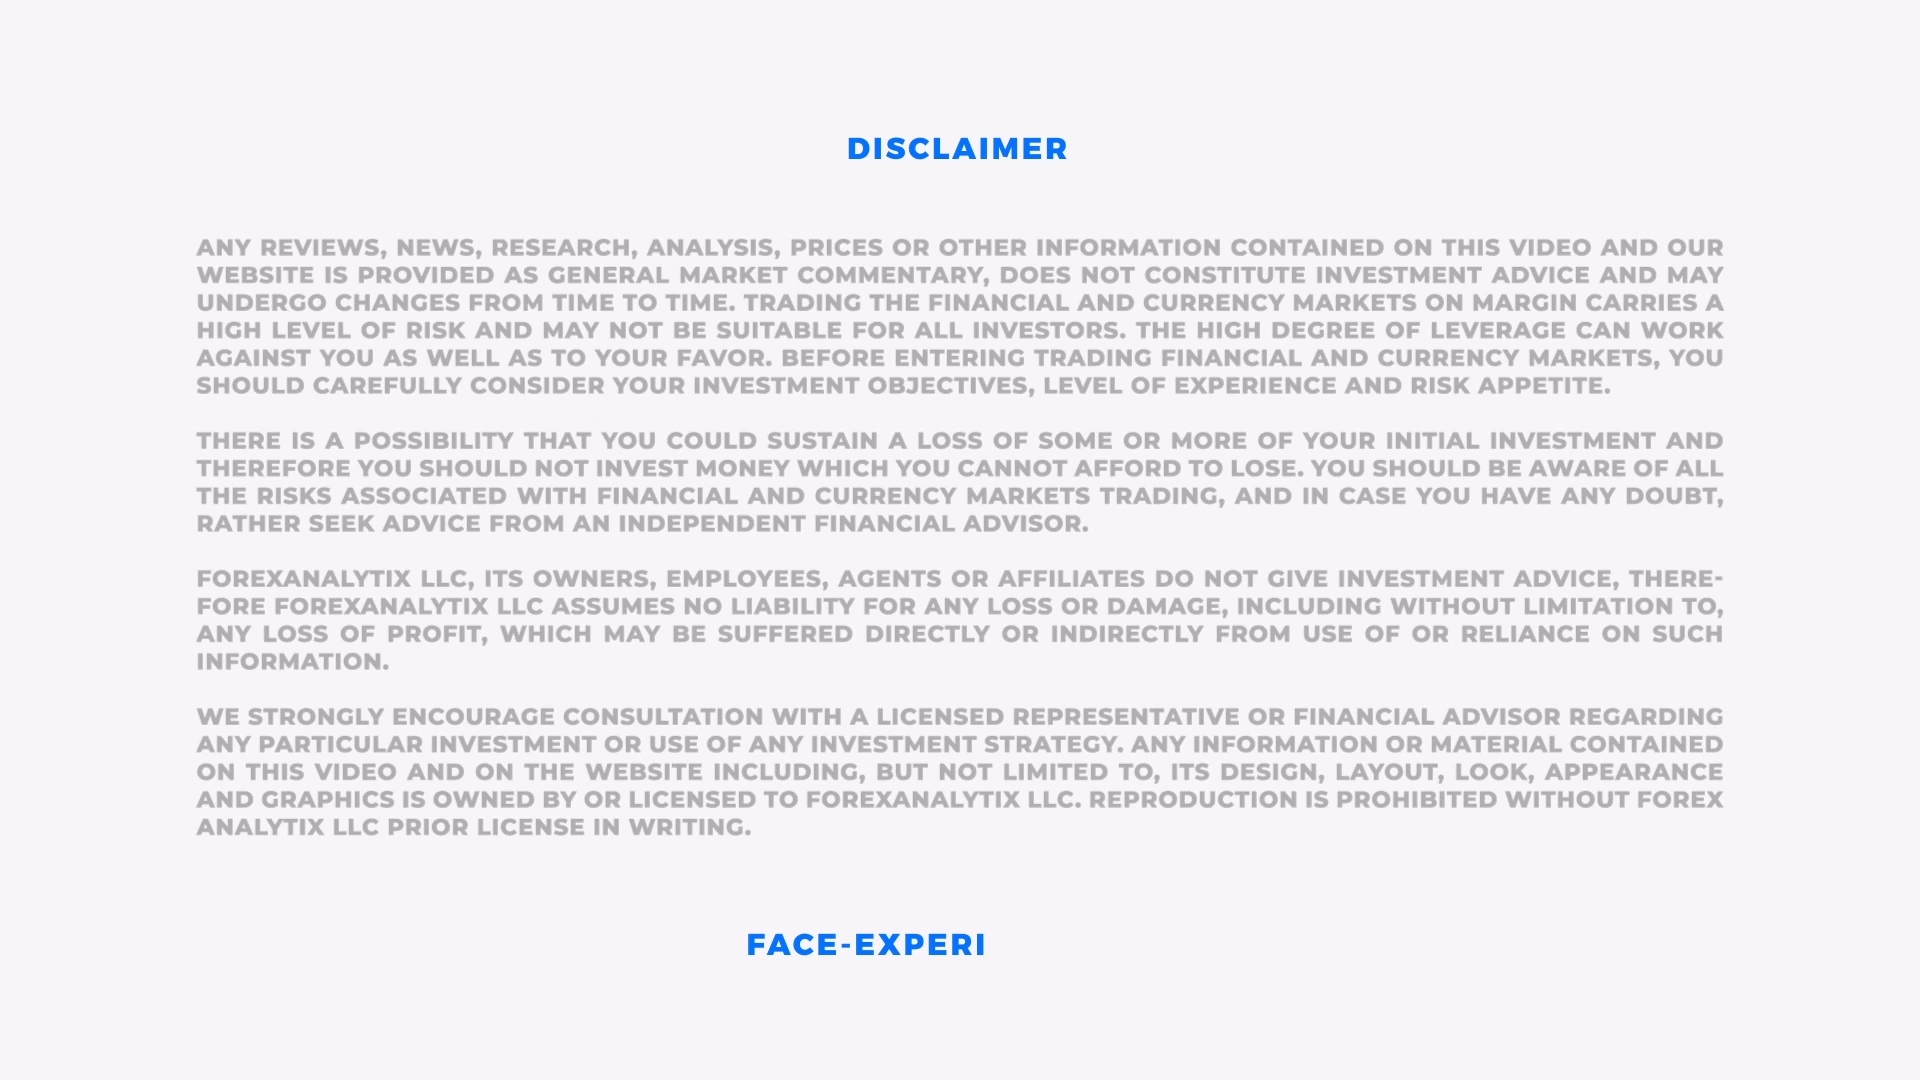 DISCLAIMER
ANY REVIEWS, NEWS, RESEARCH, ANALYSIS, PRICES OR OTHER INFORMATION CONTAINED ON THIS VIDEO AND OUR
WEBSITE IS PROVIDED AS GENERAL MARKET COMMENTARY, DOES NOT CONSTITUTE INVESTMENT ADVICE AND MAY
UNDERGO CHANGES FROM TIME TO TIME. TRADING THE FINANCIAL AND CURRENCY MARKETS ON MARGIN CARRIES A
HIGH LEVEL OF RISK AND MAY NOT BE SUITABLE FOR ALL INVESTORS. THE HIGH DEGREE OF LEVERAGE CAN WORK
AGAINST YOU AS WELL AS TO YOUR FAVOR. BEFORE ENTERING TRADING FINANCIAL AND CURRENCY MARKETS, YOU
SHOULD CAREFULLY CONSIDER YOUR INVESTMENT OBJECTIVES, LEVEL OF EXPERIENCE AND RISK APPETITE.
THERE IS A POSSIBILITY THAT YOU COULD SUSTAIN A LOSS OF SOME OR MORE OF YOUR INITIAL INVESTMENT AND
THEREFORE YOU SHOULD NOT INVEST MONEY WHICH YOU CANNOT AFFORD TO LOSE. YOU SHOULD BE AWARE OF ALL
THE RISKS ASSOCIATED WITH FINANCIAL AND CURRENCY MARKETS TRADING, AND IN CASE YOU HAVE ANY DOUBT,
RATHER SEEK ADVICE FROM AN INDEPENDENT FINANCIAL ADVISOR.
FOREXANALYTIX LLC, ITS OWNERS, EMPLOYEES, AGENTS OR AFFILIATES DO NOT GIVE INVESTMENT ADVICE, THERE-
FORE FOREXANALYTIX LLC ASSUMES NO LIABILITY FOR ANY LOSS OR DAMAGE, INCLUDING WITHOUT LIMITATION TO,
ANY LOSS OF PROFIT, WHICH MAY BE SUFFERED DIRECTLY OR INDIRECTLY FROM USE OF OR RELIANCE ON SUCH
INFORMATION.
WE STRONGLY ENCOURAGE CONSULTATION WITH A LICENSED REPRESENTATIVE OR FINANCIAL ADVISOR REGARDING
ANY PARTICULAR INVESTMENT OR USE OF ANY INVESTMENT STRATEGY. ANY INFORMATION OR MATERIAL CONTAINED
ON THIS VIDEO AND ON THE WEBSITE INCLUDING, BUT NOT LIMITED TO, ITS DESIGN, LAYOUT, LOOK, APPEARANCE
AND GRAPHICS IS OWNED BY OR LICENSED TO FOREXANALYTIX LLC. REPRODUCTION IS PROHIBITED WITHOUT FOREX
ANALYTIX LLC PRIOR LICENSE IN WRITING.
FACE-EXPERI